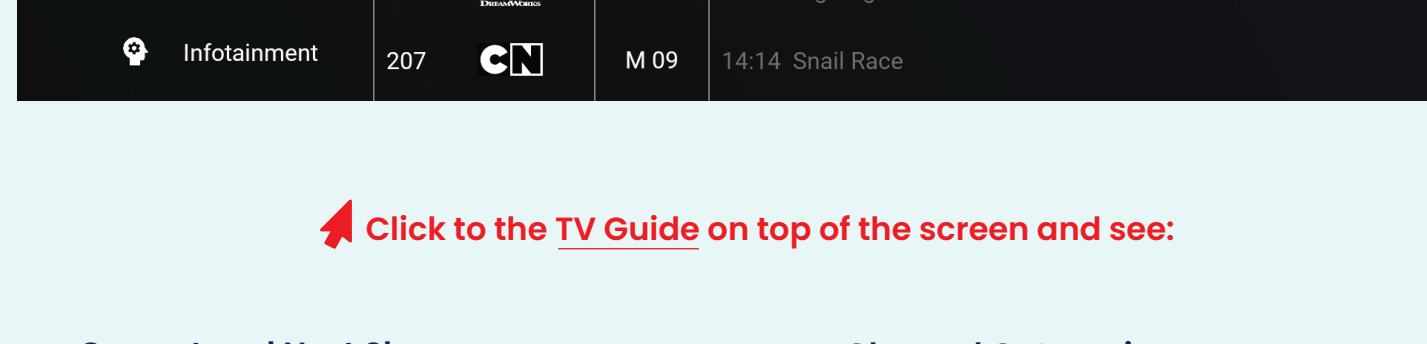 DREAMWORKS
Infotainment
207
CN
M 09
14:14 Snail Race
Click to the TV Guide on top of the screen and see: